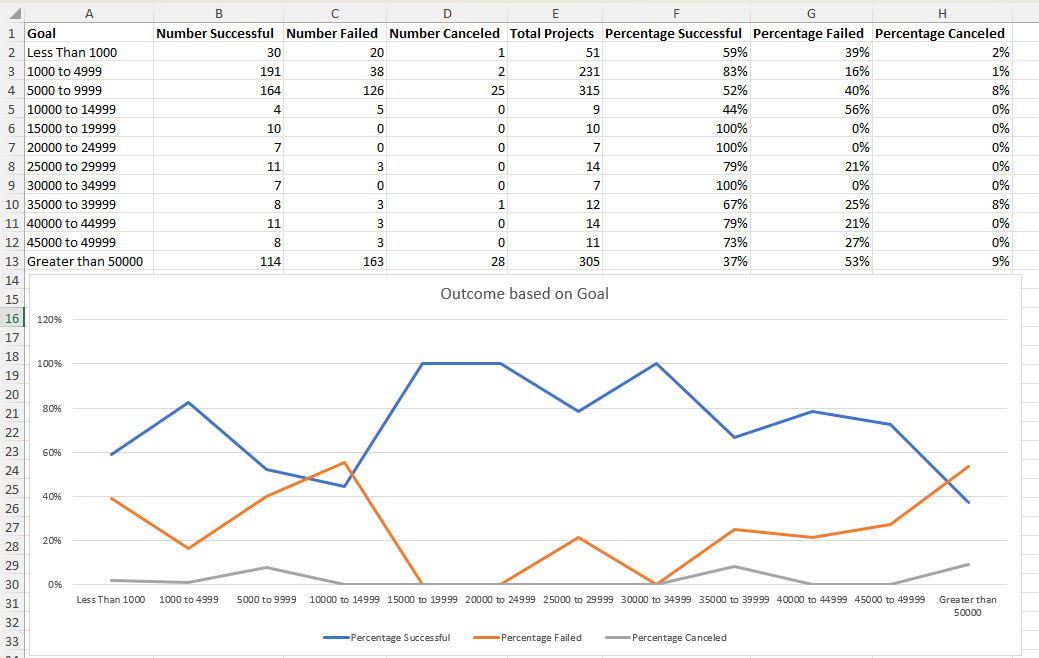 A B C D E F G H
1 Goal Number Successful Number Failed Number Canceled Total Projects Percentage Successful Percentage Failed Percentage Canceled
2 Less Than 1000 30 20 1 51 59% 39% 2%
3 1000 to 4999 191 38 2 231 83% 16% 1%
4 5000 to 9999 164 126 25 315 52% 40% 8%
5 10000 to 14999 4 5 0 9 44% 56% 0%
6 15000 to 19999 10 0 0 10 100% 0% 0%
7 20000 to 24999 7 0 0 7 100% 0% 0%
8 25000 to 29999 11 3 0 14 79% 21% 0%
9 30000 to 34999 7 0 0 7 100% 0% 0%
10 35000 to 39999 8 3 1 12 67% 25% 8%
11 40000 to 44999 11 3 0 14 79% 21% 0%
12 45000 to 49999 8 3 0 11 73% 27% 0%
13 Greater than 50000 114 163 28 305 37% 53% 9%
14
15
16
17
18
19
20
21
22
23
24
25
26
27
28
29
30
31
32
33
Outcome based on Goal
120%
100%
80%
60%
40%
20%
0%
Less Than 1000 1000 to 4999 5000 to 9999 10000 to 14999 15000 to 19999 20000 to 24999 25000 to 29999 30000 to 34999 35000 to 39999 40000 to 44999 45000 to 49999 Greater than
50000
Percentage Successful Percentage Failed Percentage Canceled